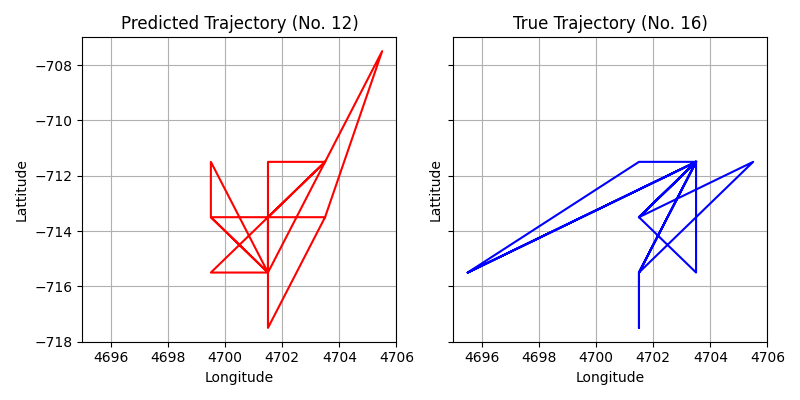 Predicted Trajectory (No. 12)
True Trajectory (No. 16)
Lattitude
−708
−710
−712
−714
−716
−718
4696 4698 4700 4702 4704 4706
Longitude
Lattitude
4696 4698 4700 4702 4704 4706
Longitude